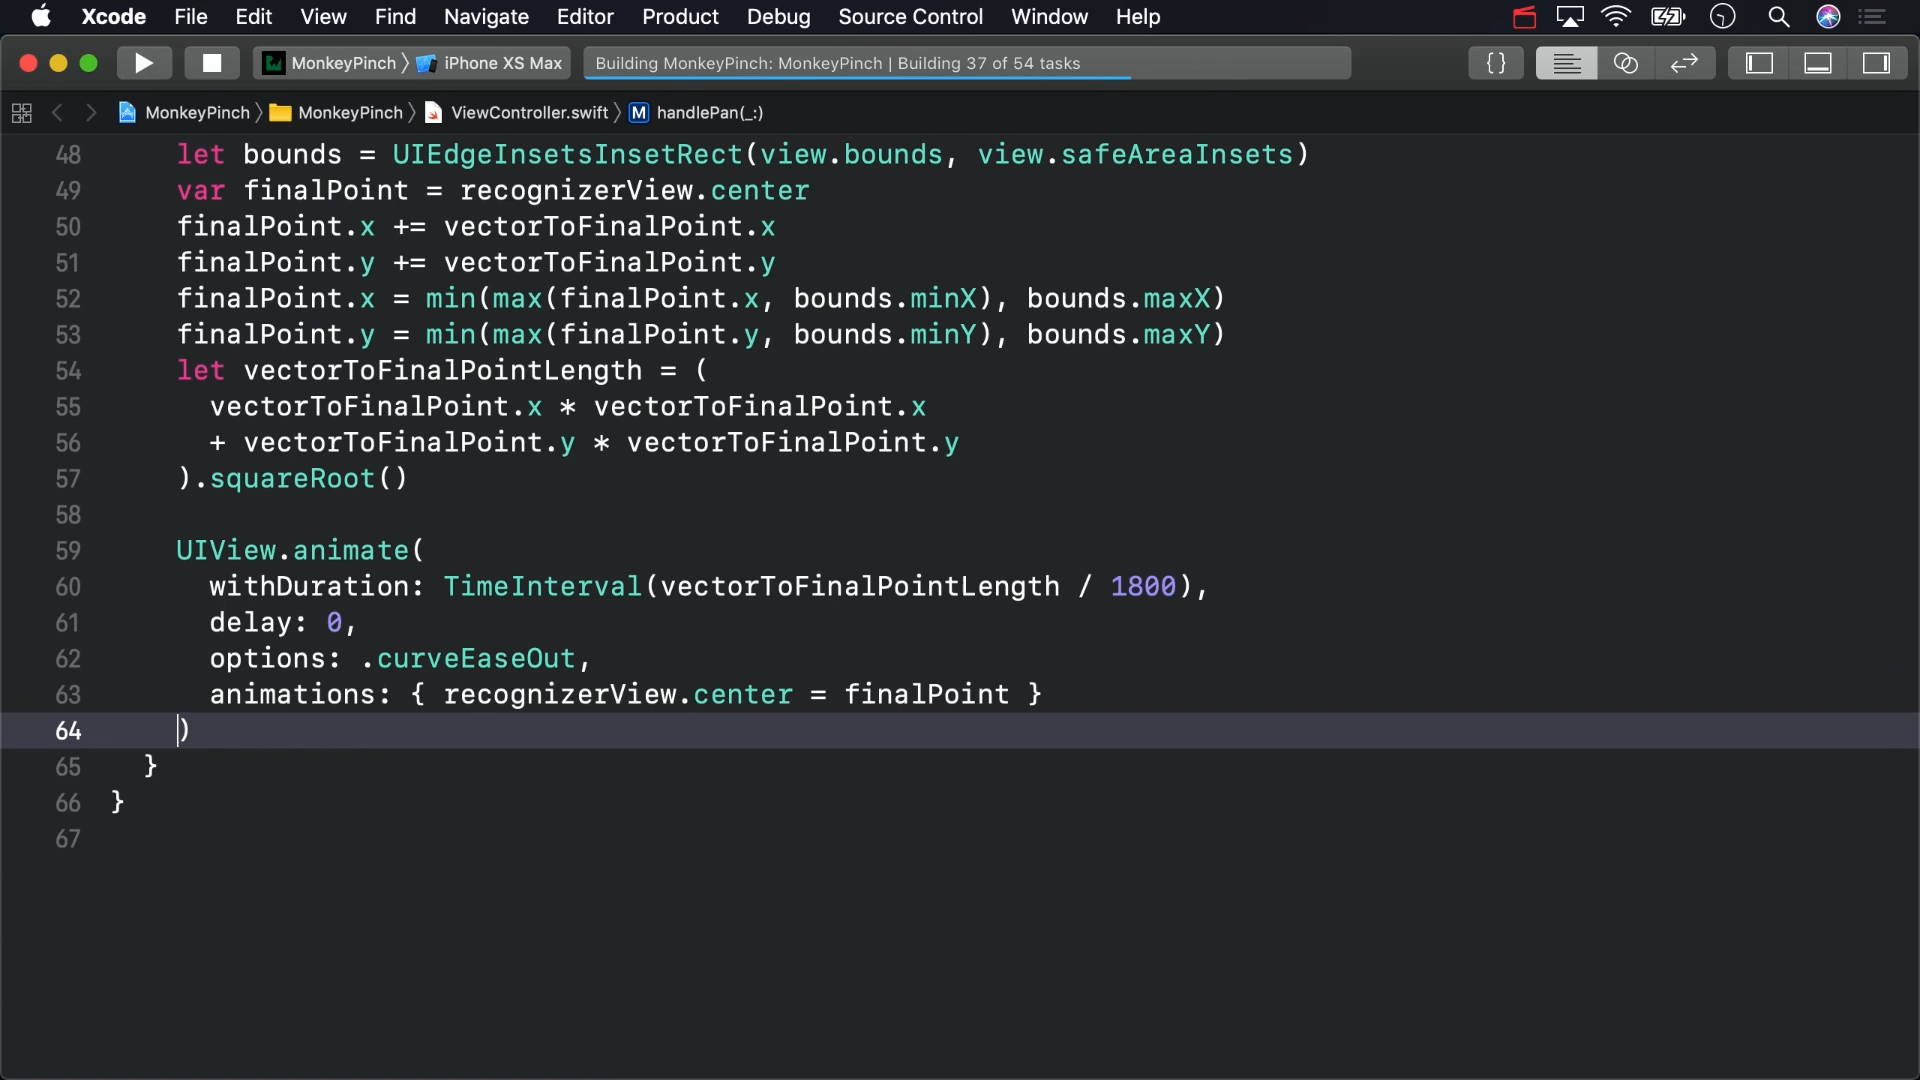 Xcode File Edit View Find Navigate Editor Product Debug Source Control Window Help
MonkeyPinch iPhone XS Max Building MonkeyPinch: MonkeyPinch | Building 37 of 54 tasks {}
MonkeyPinch MonkeyPinch ViewController.swift M handlePan(_:)
48 let bounds = UIEdgeInsetsInsetRect(view.bounds, view.safeAreaInsets)
49 var finalPoint = recognizerView.center
50 finalPoint.x += vectorToFinalPoint.x
51 finalPoint.y += vectorToFinalPoint.y
52 finalPoint.x = min(max(finalPoint.x, bounds.minX), bounds.maxX)
53 finalPoint.y = min(max(finalPoint.y, bounds.minY), bounds.maxY)
54 let vectorToFinalPointLength = (
55 vectorToFinalPoint.x * vectorToFinalPoint.x
56 + vectorToFinalPoint.y * vectorToFinalPoint.y
57 ).squareRoot()
58
59 UIView.animate(
60 withDuration: TimeInterval(vectorToFinalPointLength / 1800),
61 delay: 0,
62 options: .curveEaseOut,
63 animations: { recognizerView.center = finalPoint }
64 )
65 }
66 }
67